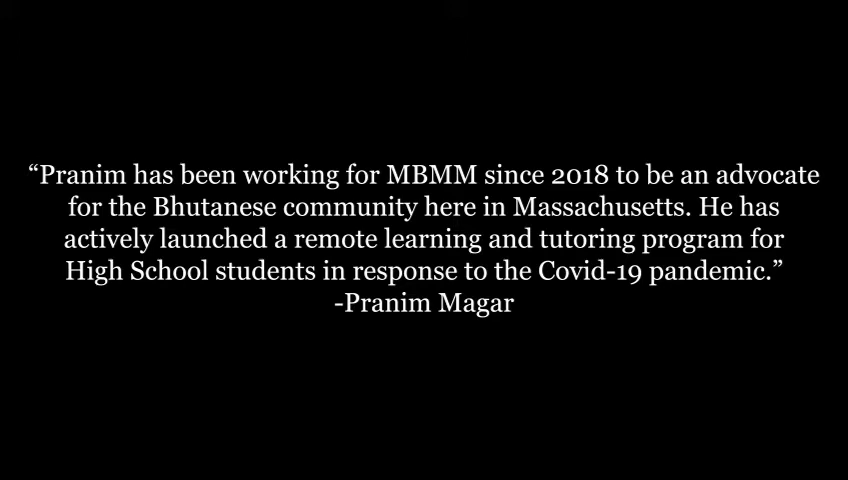 “Pranim has been working for MBMM since 2018 to be an advocate
for the Bhutanese community here in Massachusetts. He has
actively launched a remote learning and tutoring program for
High School students in response to the Covid-19 pandemic.”
-Pranim Magar